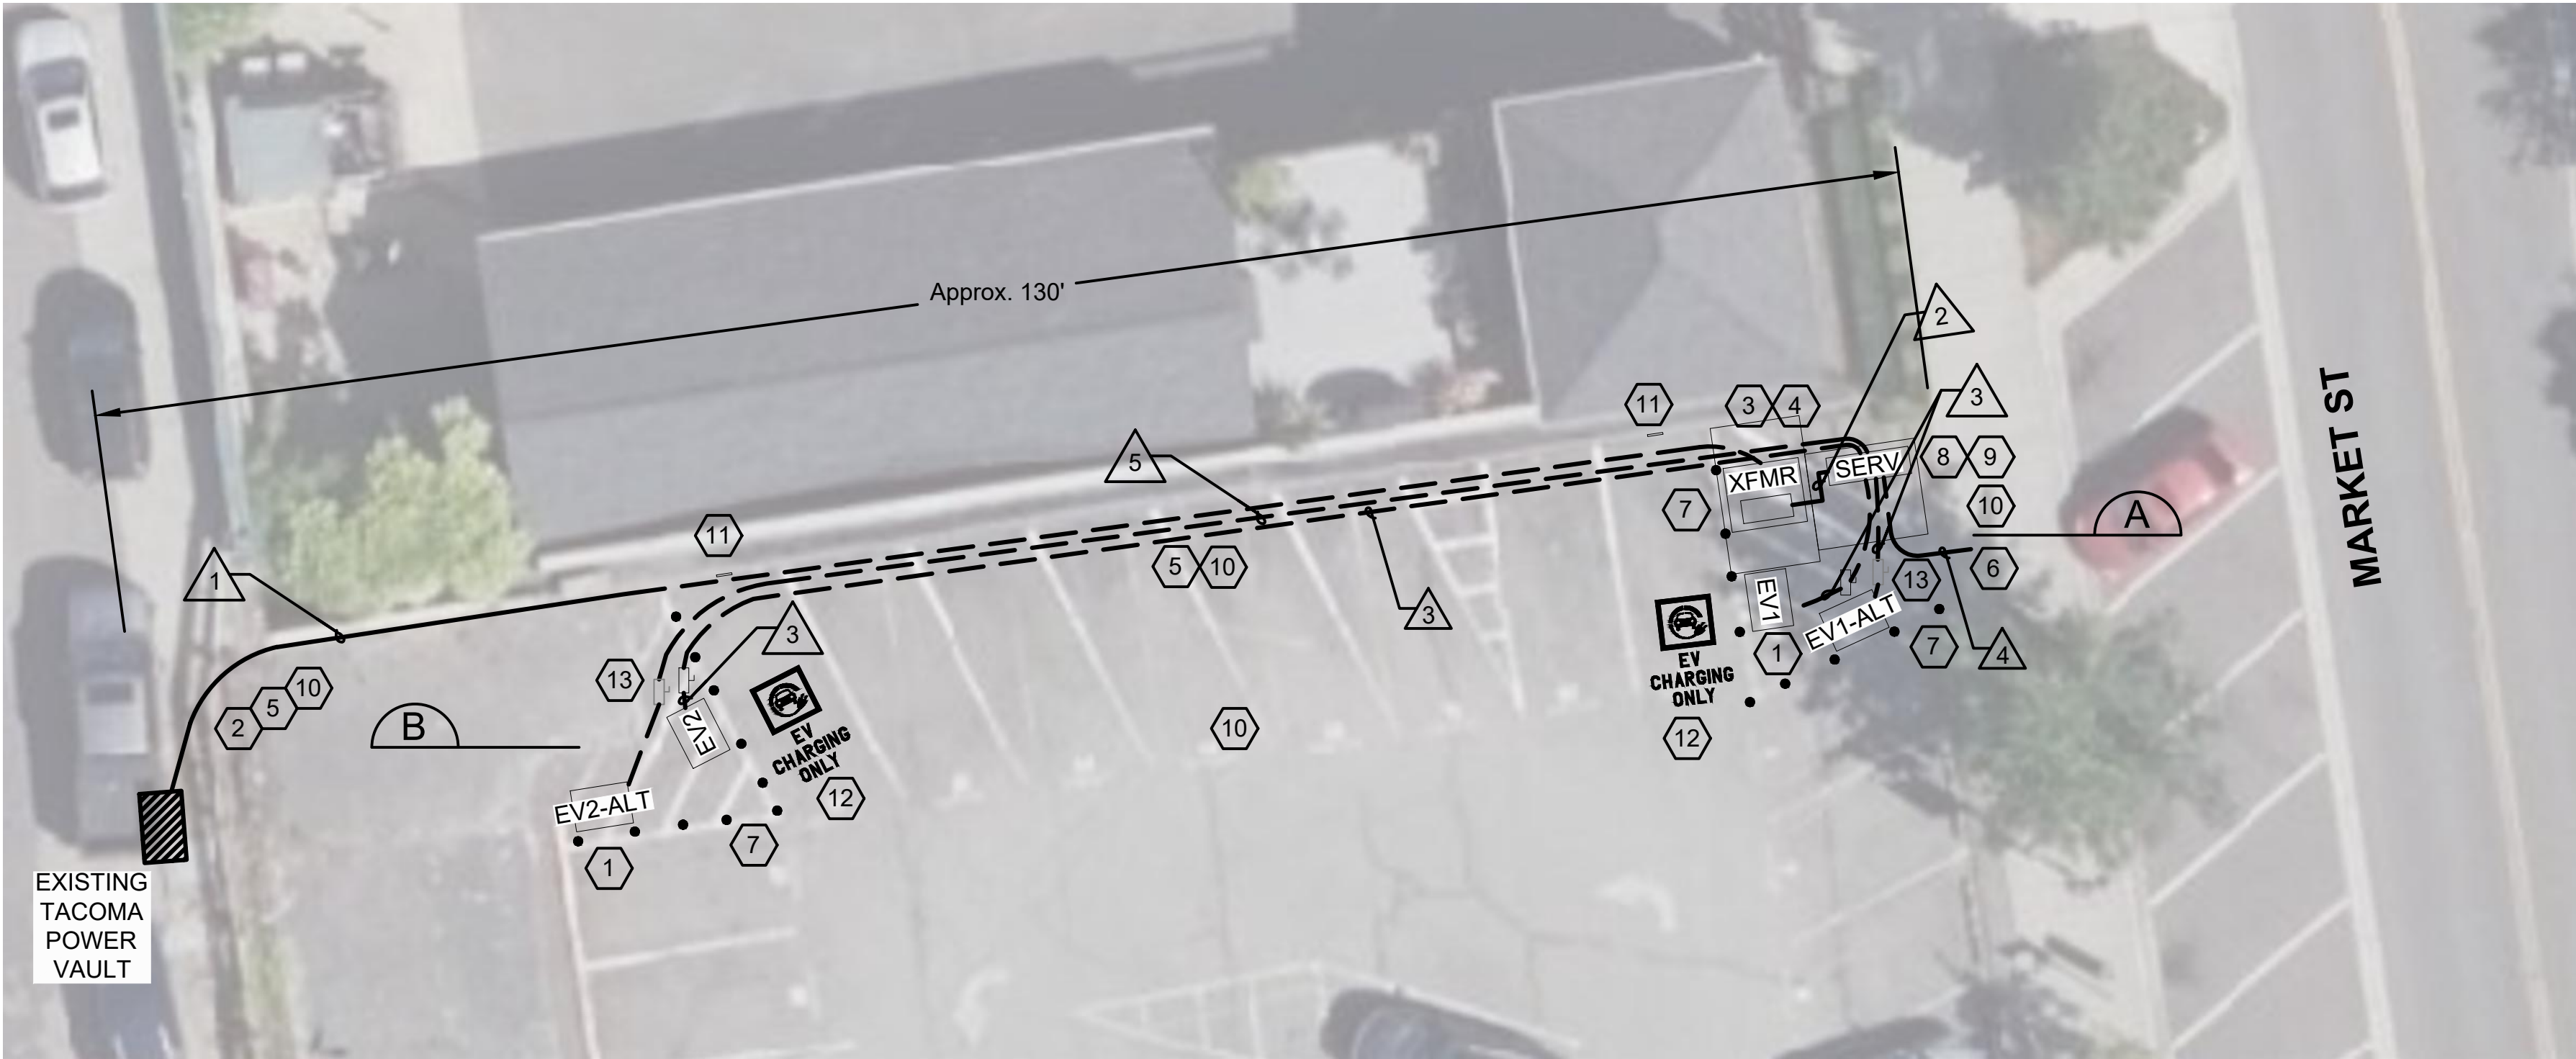 Approx. 130'
2
3
11
3
4
8
9
10
5
XFMR
SERV
7
A
MARKET ST
11
5
10
1
3
13
6
EV1
EV1-ALT
3
13
2
5
10
B
EV2
EV
CHARGING
ONLY
EV
CHARGING
ONLY
1
7
4
10
12
EV2-ALT
12
1
7
EXISTING
TACOMA
POWER
VAULT